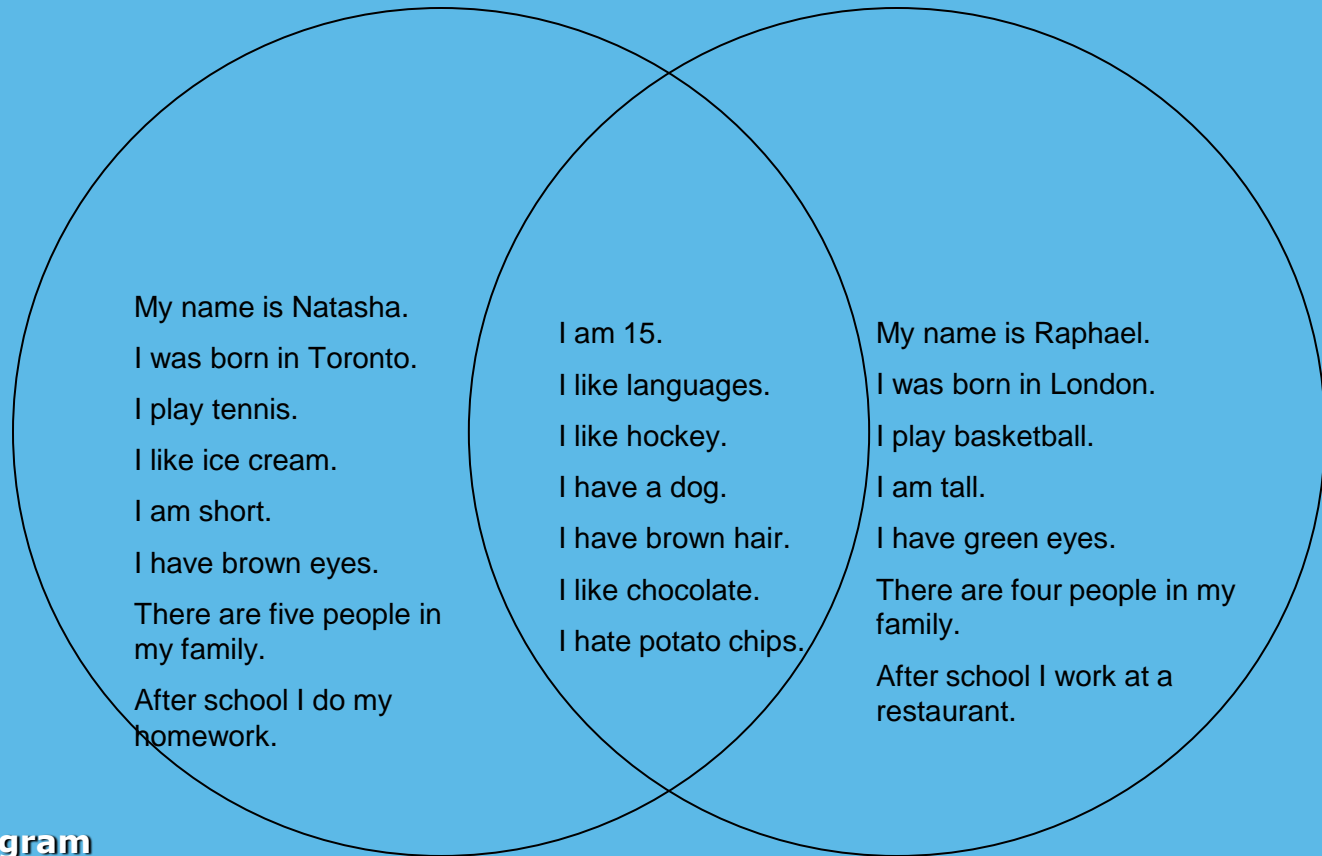 My name is Natasha.
I was born in Toronto.
I play tennis.
I like ice cream.
I am short.
I have brown eyes.
There are five people in
my family.
After school I do my
homework.
I am 15.
I like languages.
I like hockey.
I have a dog.
I have brown hair.
I like chocolate.
I hate potato chips.
My name is Raphael.
I was born in London.
I play basketball.
I am tall.
I have green eyes.
There are four people in my
family.
After school I work at a
restaurant.
gram